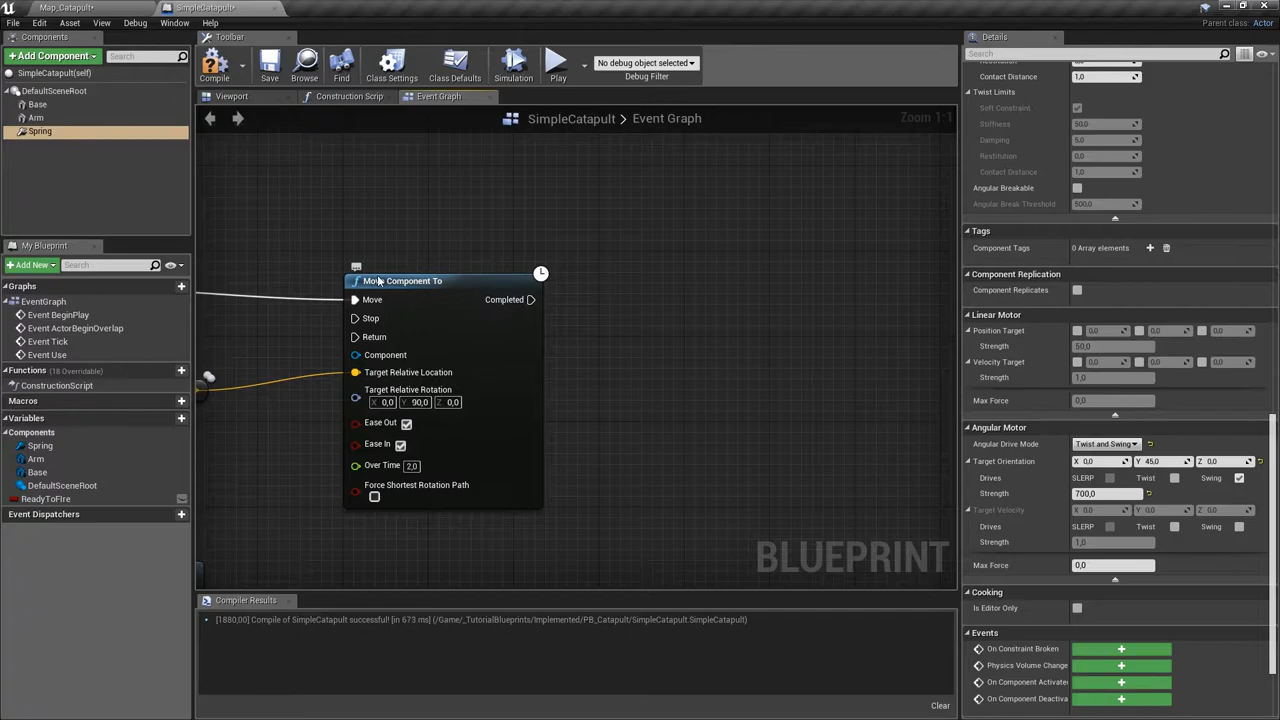 Map_Catapult*
SimpleCatapult*
File Edit Asset View Debug Window Help
Parent class: Actor
Components
Add Component
Search
SimpleCatapult(self)
DefaultSceneRoot
Base
Arm
Spring
My Blueprint
Add New
Search
Graphs
EventGraph
Event BeginPlay
Event ActorBeginOverlap
Event Tick
Event Use
Functions (18 Overridable)
ConstructionScript
Macros
Variables
Components
Spring
Arm
Base
DefaultSceneRoot
ReadyToFIre
Event Dispatchers
Toolbar
Compile
Save
Browse
Find
Class Settings
Class Defaults
Simulation
Play
No debug object selected
Debug Filter
Viewport
Construction Scrip
Event Graph
SimpleCatapult > Event Graph
Zoom 1:1
Move Component To
Move
Completed
Stop
Return
Component
Target Relative Location
Target Relative Rotation
X 0,0 Y 90,0 Z 0,0
Ease Out
Ease In
Over Time 2,0
Force Shortest Rotation Path
BLUEPRINT
Compiler Results
[1880,00] Compile of SimpleCatapult successful! [in 673 ms] (/Game/_TutorialBlueprints/Implemented/PB_Catapult/SimpleCatapult.SimpleCatapult)
Clear
Details
Search
Contact Distance 1,0
Twist Limits
Soft Constraint
Stiffness 50,0
Damping 5,0
Restitution 0,0
Contact Distance 1,0
Angular Breakable
Angular Break Threshold 500,0
Tags
Component Tags 0 Array elements
Component Replication
Component Replicates
Linear Motor
Position Target 0,0 0,0 0,0
Strength 50,0
Velocity Target 0,0 0,0 0,0
Strength 1,0
Max Force 0,0
Angular Motor
Angular Drive Mode Twist and Swing
Target Orientation X 0,0 Y 45,0 Z 0,0
Drives SLERP Twist Swing
Strength 700,0
Target Velocity X 0,0 Y 0,0 Z 0,0
Drives SLERP Twist Swing
Strength 1,0
Max Force 0,0
Cooking
Is Editor Only
Events
On Constraint Broken
Physics Volume Change
On Component Activate
On Component Deactiva